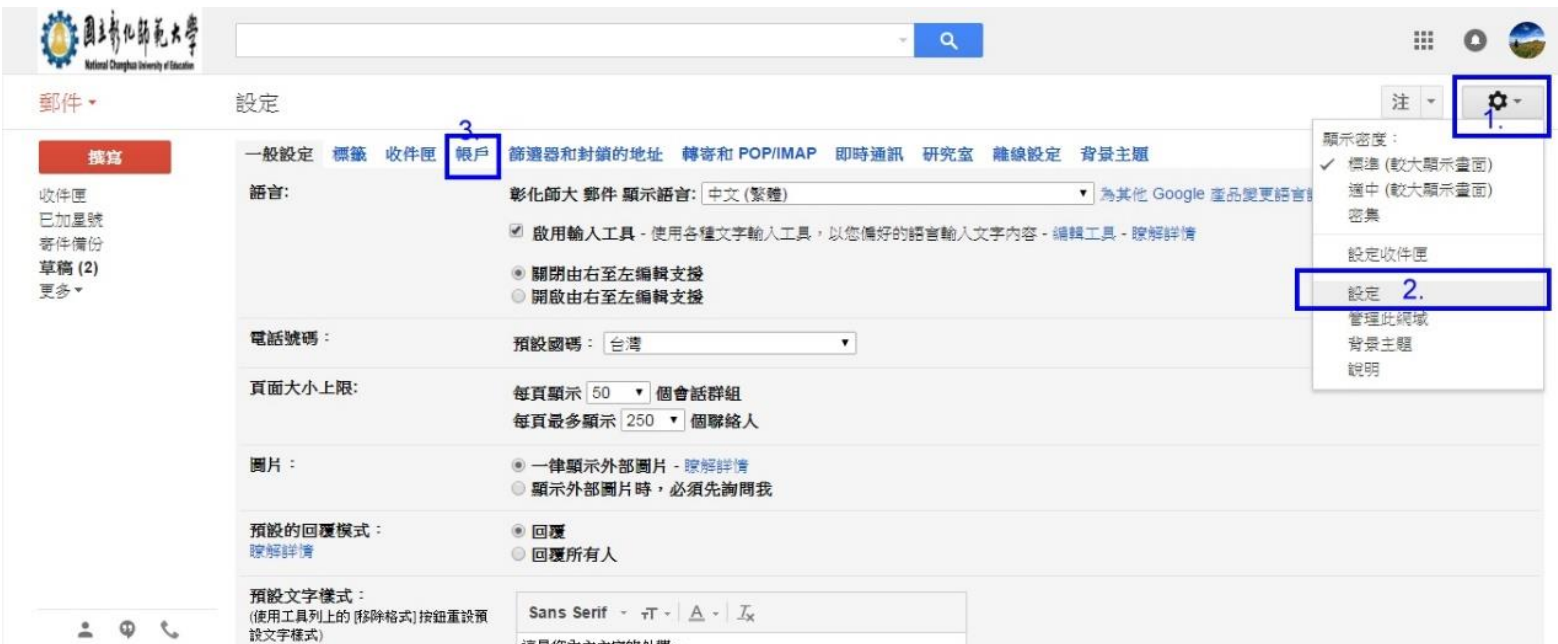 國立彰化師範大學
National Changhua University of Education
郵件
設定
注
1.
顯示密度：
標準 (較大顯示畫面)
適中 (較大顯示畫面)
密集
設定收件匣
設定 2.
管理此網域
背景主題
說明
撰寫
收件匣
已加星號
寄件備份
草稿 (2)
更多
3.
一般設定 標籤 收件匣 帳戶 篩選器和封鎖的地址 轉寄和 POP/IMAP 即時通訊 研究室 離線設定 背景主題
語言:
彰化師大 郵件 顯示語言: 中文 (繁體) 為其他 Google 產品變更語言
啟用輸入工具 - 使用各種文字輸入工具，以您偏好的語言輸入文字內容 - 編輯工具 - 瞭解詳情
關閉由右至左編輯支援
開啟由右至左編輯支援
電話號碼：
預設國碼： 台灣
頁面大小上限:
每頁顯示 50 個會話群組
每頁最多顯示 250 個聯絡人
圖片：
一律顯示外部圖片 - 瞭解詳情
顯示外部圖片時，必須先詢問我
預設的回覆模式：
瞭解詳情
回覆
回覆所有人
預設文字樣式：
(使用工具列上的 [移除格式] 按鈕重設預
設文字樣式)
Sans Serif